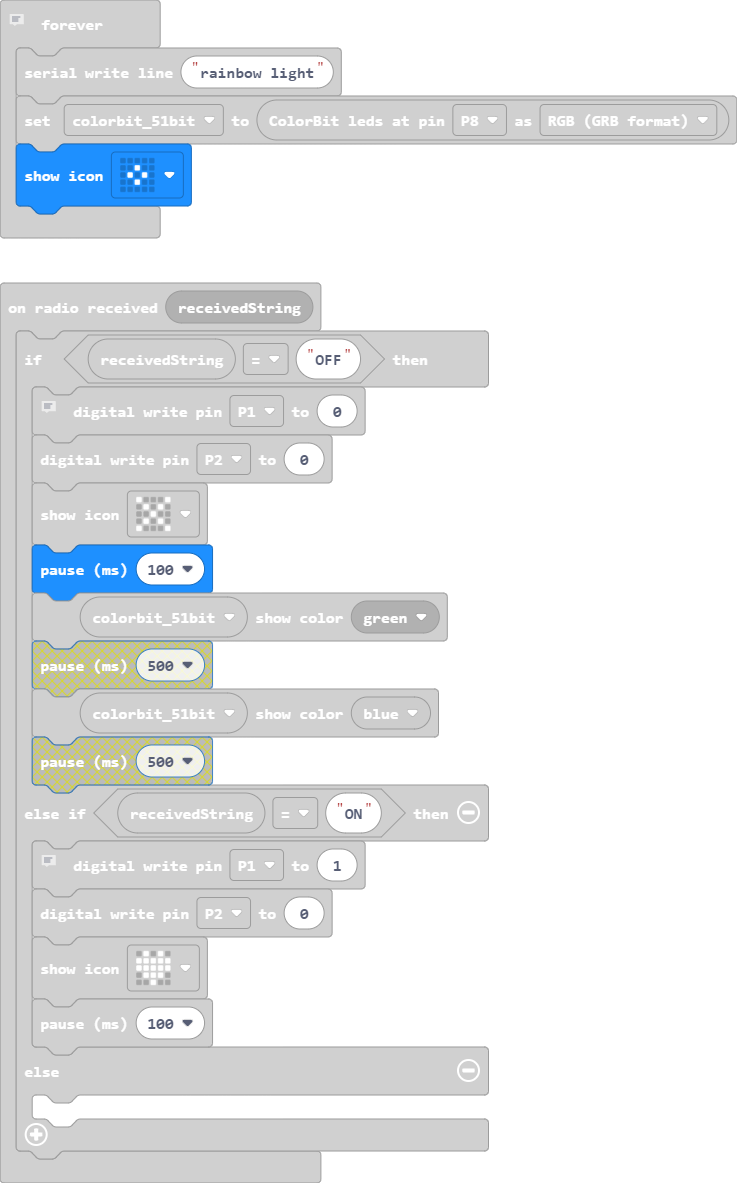 forever
serial write line "rainbow light"
set colorbit_51bit to ColorBit leds at pin P8 as RGB (GRB format)
show icon
on radio received receivedString
if receivedString = "OFF" then
digital write pin P1 to 0
digital write pin P2 to 0
show icon
pause (ms) 100
colorbit_51bit show color green
pause (ms) 500
colorbit_51bit show color blue
pause (ms) 500
else if receivedString = "ON" then
digital write pin P1 to 1
digital write pin P2 to 0
show icon
pause (ms) 100
else